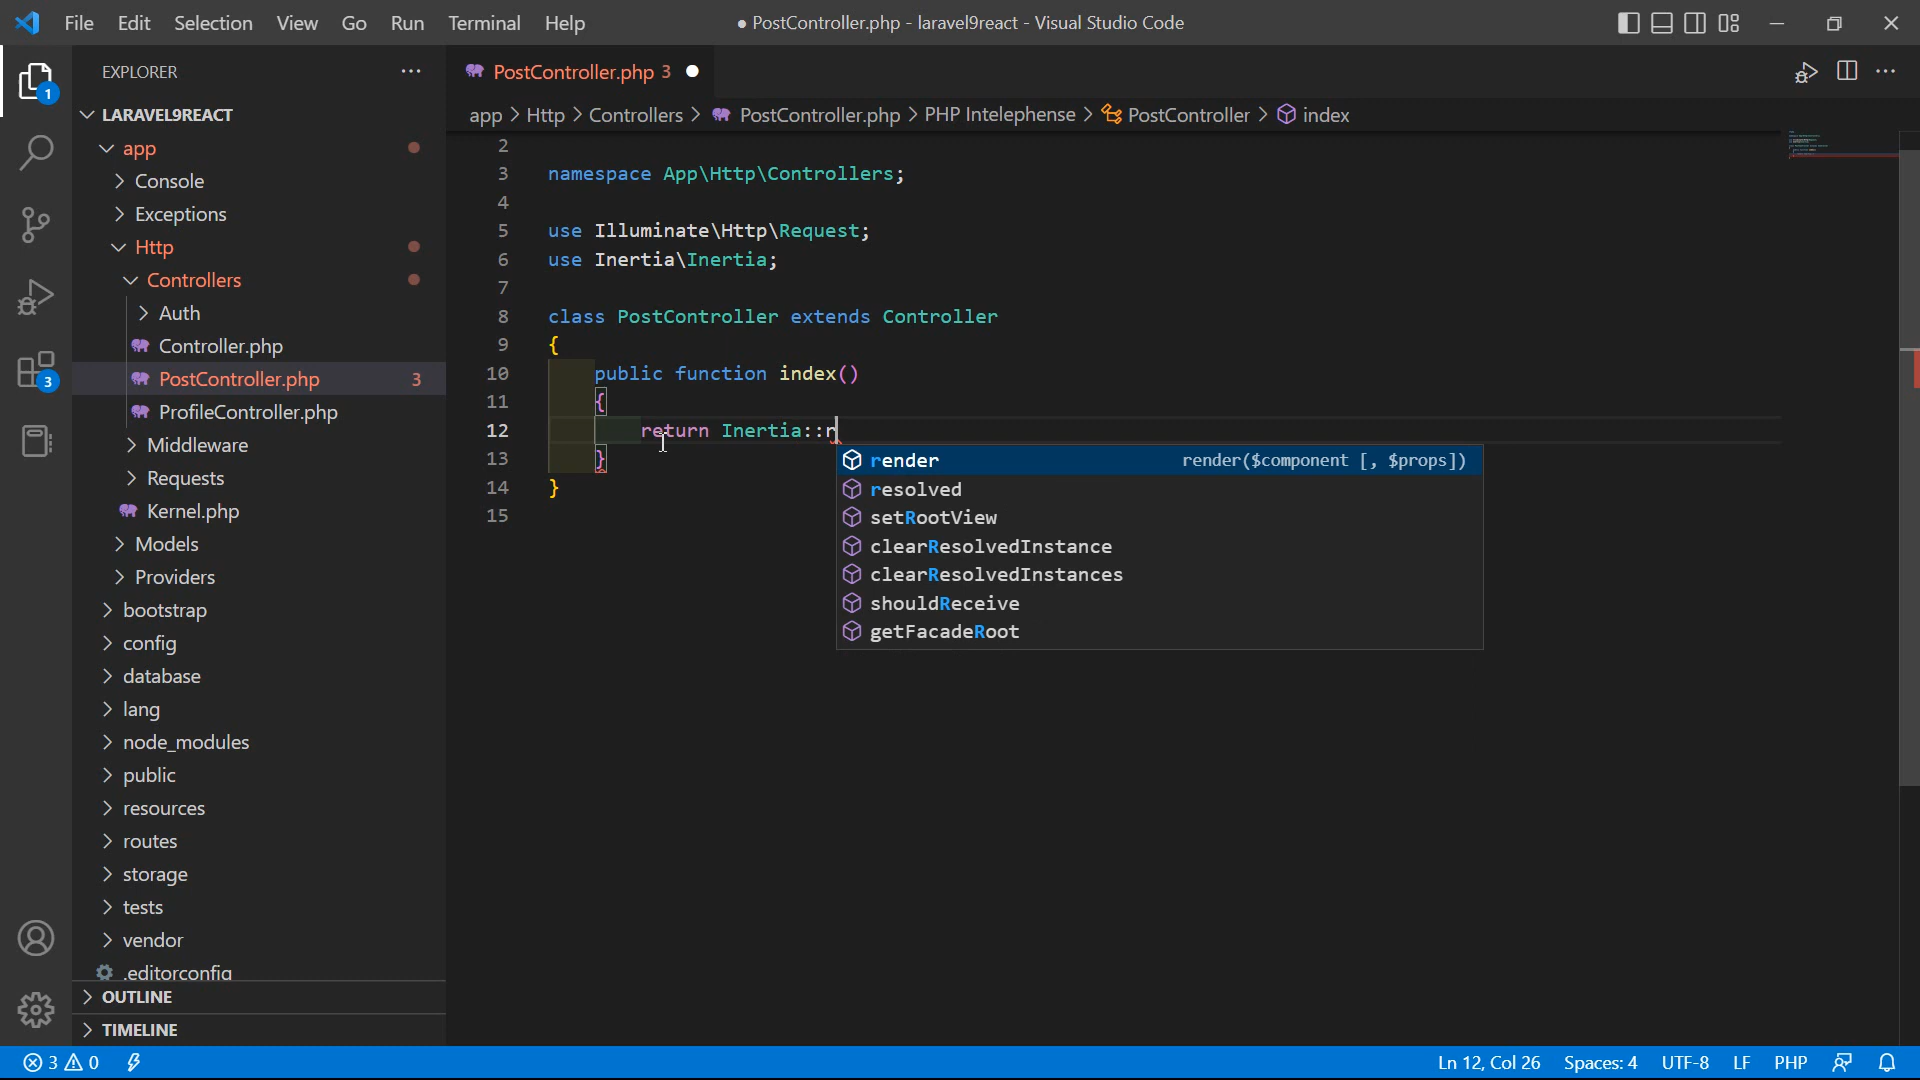 File Edit Selection View Go Run Terminal Help
● PostController.php - laravel9react - Visual Studio Code
EXPLORER
LARAVEL9REACT
app
Console
Exceptions
Http
Controllers
Auth
Controller.php
PostController.php 3
ProfileController.php
Middleware
Requests
Kernel.php
Models
Providers
bootstrap
config
database
lang
node_modules
public
resources
routes
storage
tests
vendor
.editorconfig
OUTLINE
TIMELINE
1
3
PostController.php 3
app > Http > Controllers > PostController.php > PHP Intelephense > PostController > index
2
3 namespace App\Http\Controllers;
4
5 use Illuminate\Http\Request;
6 use Inertia\Inertia;
7
8 class PostController extends Controller
9 {
10 public function index()
11 {
12 return Inertia::r
13 }
14 }
15
render render($component [, $props])
resolved
setRootView
clearResolvedInstance
clearResolvedInstances
shouldReceive
getFacadeRoot
3 0 Ln 12, Col 26 Spaces: 4 UTF-8 LF PHP